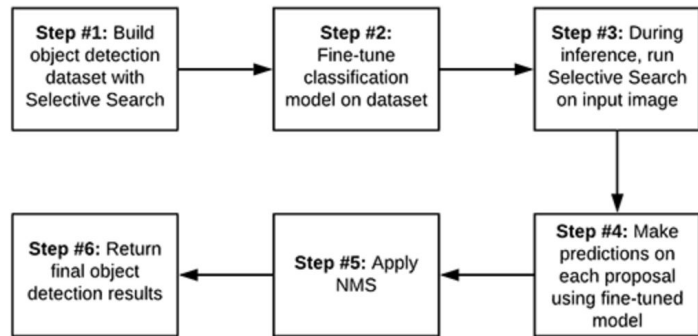 Step #1: Build
object detection
dataset with
Selective Search
Step #2:
Fine-tune
classification
model on dataset
Step #3: During
inference, run
Selective Search
on input image
Step #4: Make
predictions on
each proposal
using fine-tuned
model
Step #5: Apply
NMS
Step #6: Return
final object
detection results